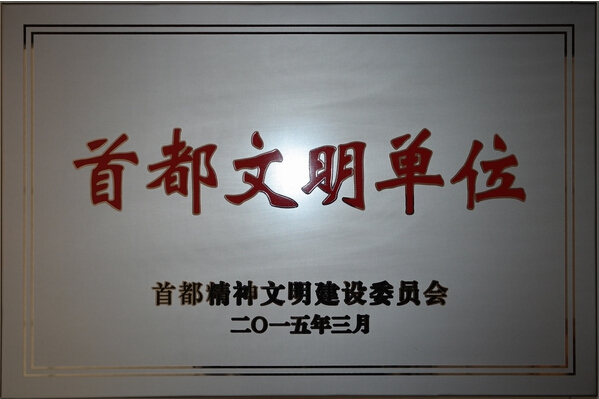 首都文明单位
首都精神文明建设委员会
二〇一五年三月